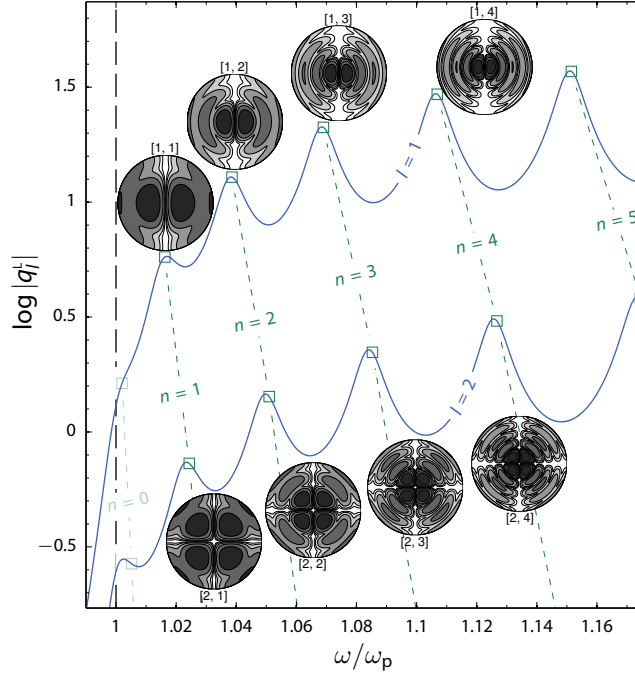 [1, 3]
[1, 4]
1.5
[1, 2]
[1, 1]
l = 1
1
n = 5
n = 4
n = 3
log |q_l^-|
0.5
n = 2
n = 1
l = 2
0
n = 0
[2, 4]
−0.5
[2, 3]
[2, 2]
[2, 1]
1
1.02
1.04
1.06
1.08
1.1
1.12
1.14
1.16
ω/ωp